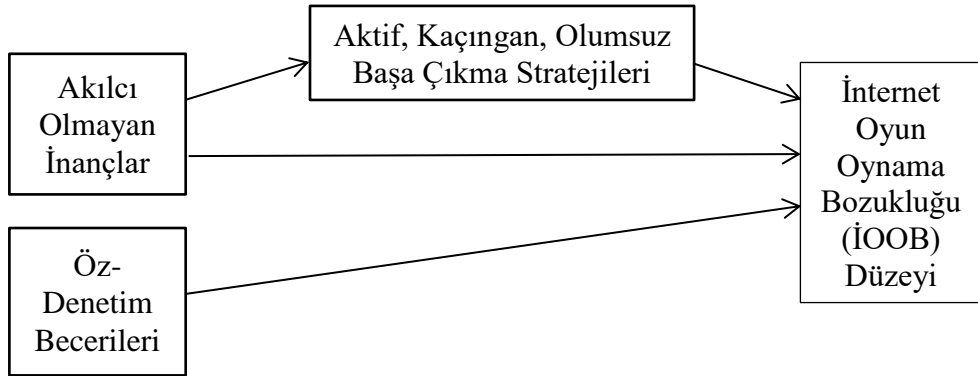 Aktif, Kaçıngan, Olumsuz
Başa Çıkma Stratejileri
Akılcı
Olmayan
İnançlar
İnternet
Oyun
Oynama
Bozukluğu
(İOOB)
Düzeyi
Öz-
Denetim
Becerileri